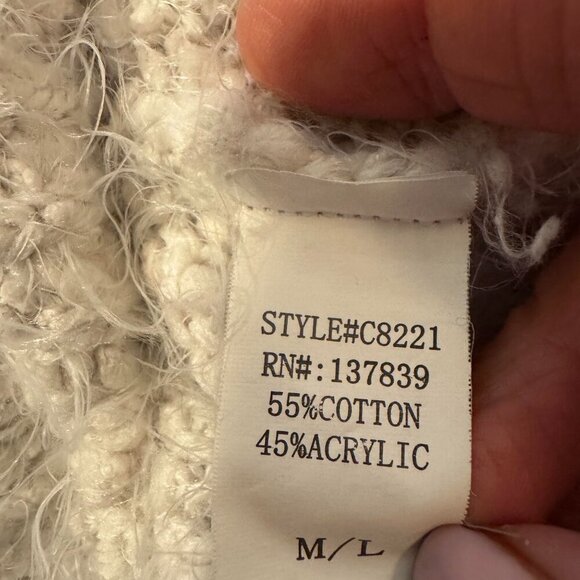 STYLE#C8221
RN#:137839
55%COTTON
45%ACRYLIC
M/L